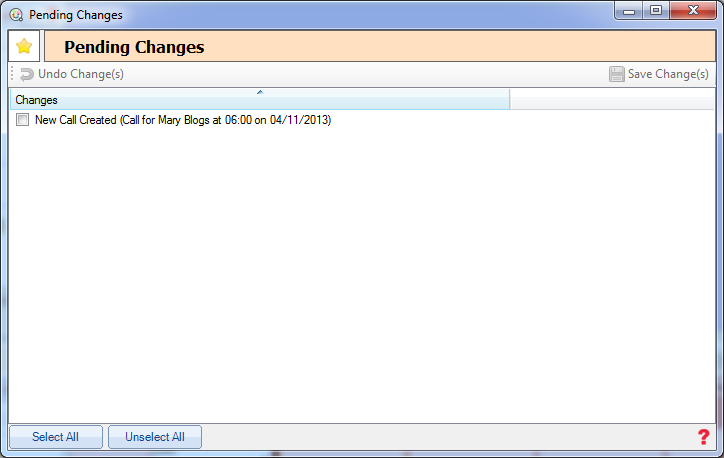 Pending Changes
Pending Changes
Undo Change(s) Save Change(s)
Changes
New Call Created (Call for Mary Blogs at 06:00 on 04/11/2013)
Select All Unselect All ?